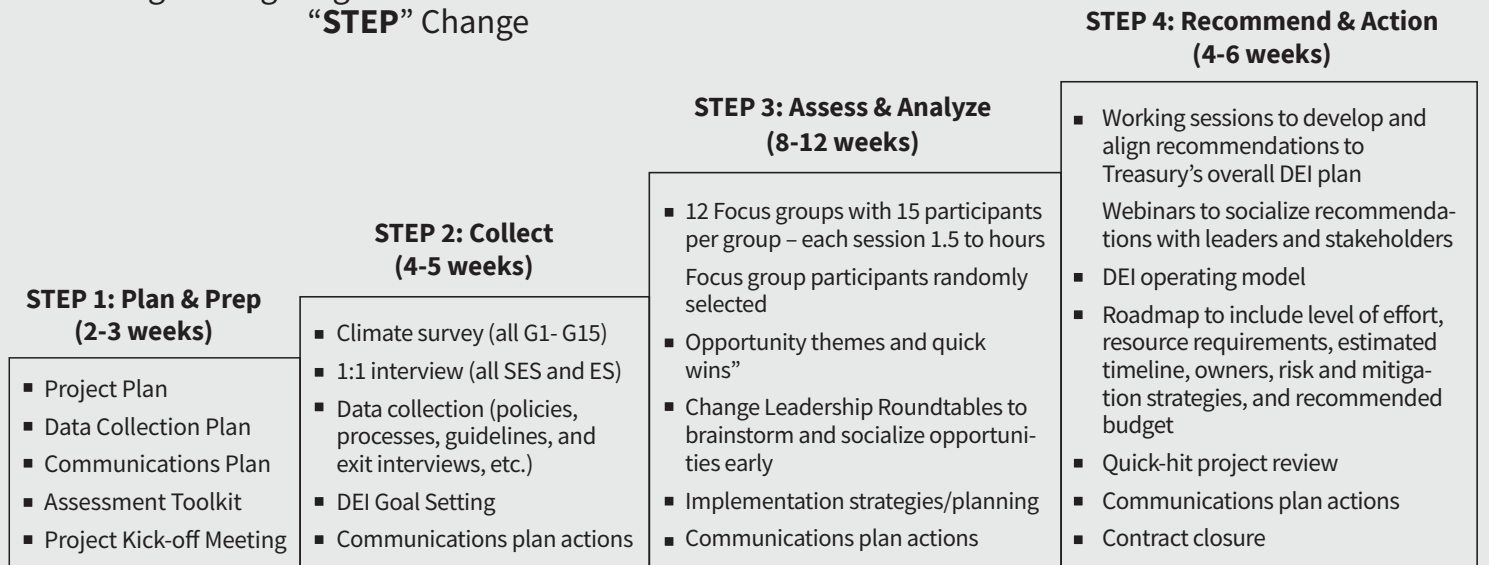 “STEP” Change
STEP 1: Plan & Prep
(2-3 weeks)
■ Project Plan
■ Data Collection Plan
■ Communications Plan
■ Assessment Toolkit
■ Project Kick-off Meeting
STEP 2: Collect
(4-5 weeks)
■ Climate survey (all G1- G15)
■ 1:1 interview (all SES and ES)
■ Data collection (policies,
processes, guidelines, and
exit interviews, etc.)
■ DEI Goal Setting
■ Communications plan actions
STEP 3: Assess & Analyze
(8-12 weeks)
■ 12 Focus groups with 15 participants
per group – each session 1.5 to hours
Focus group participants randomly
selected
■ Opportunity themes and quick
wins”
■ Change Leadership Roundtables to
brainstorm and socialize opportuni-
ties early
■ Implementation strategies/planning
■ Communications plan actions
STEP 4: Recommend & Action
(4-6 weeks)
■ Working sessions to develop and
align recommendations to
Treasury’s overall DEI plan
Webinars to socialize recommenda-
tions with leaders and stakeholders
■ DEI operating model
■ Roadmap to include level of effort,
resource requirements, estimated
timeline, owners, risk and mitiga-
tion strategies, and recommended
budget
■ Quick-hit project review
■ Communications plan actions
■ Contract closure